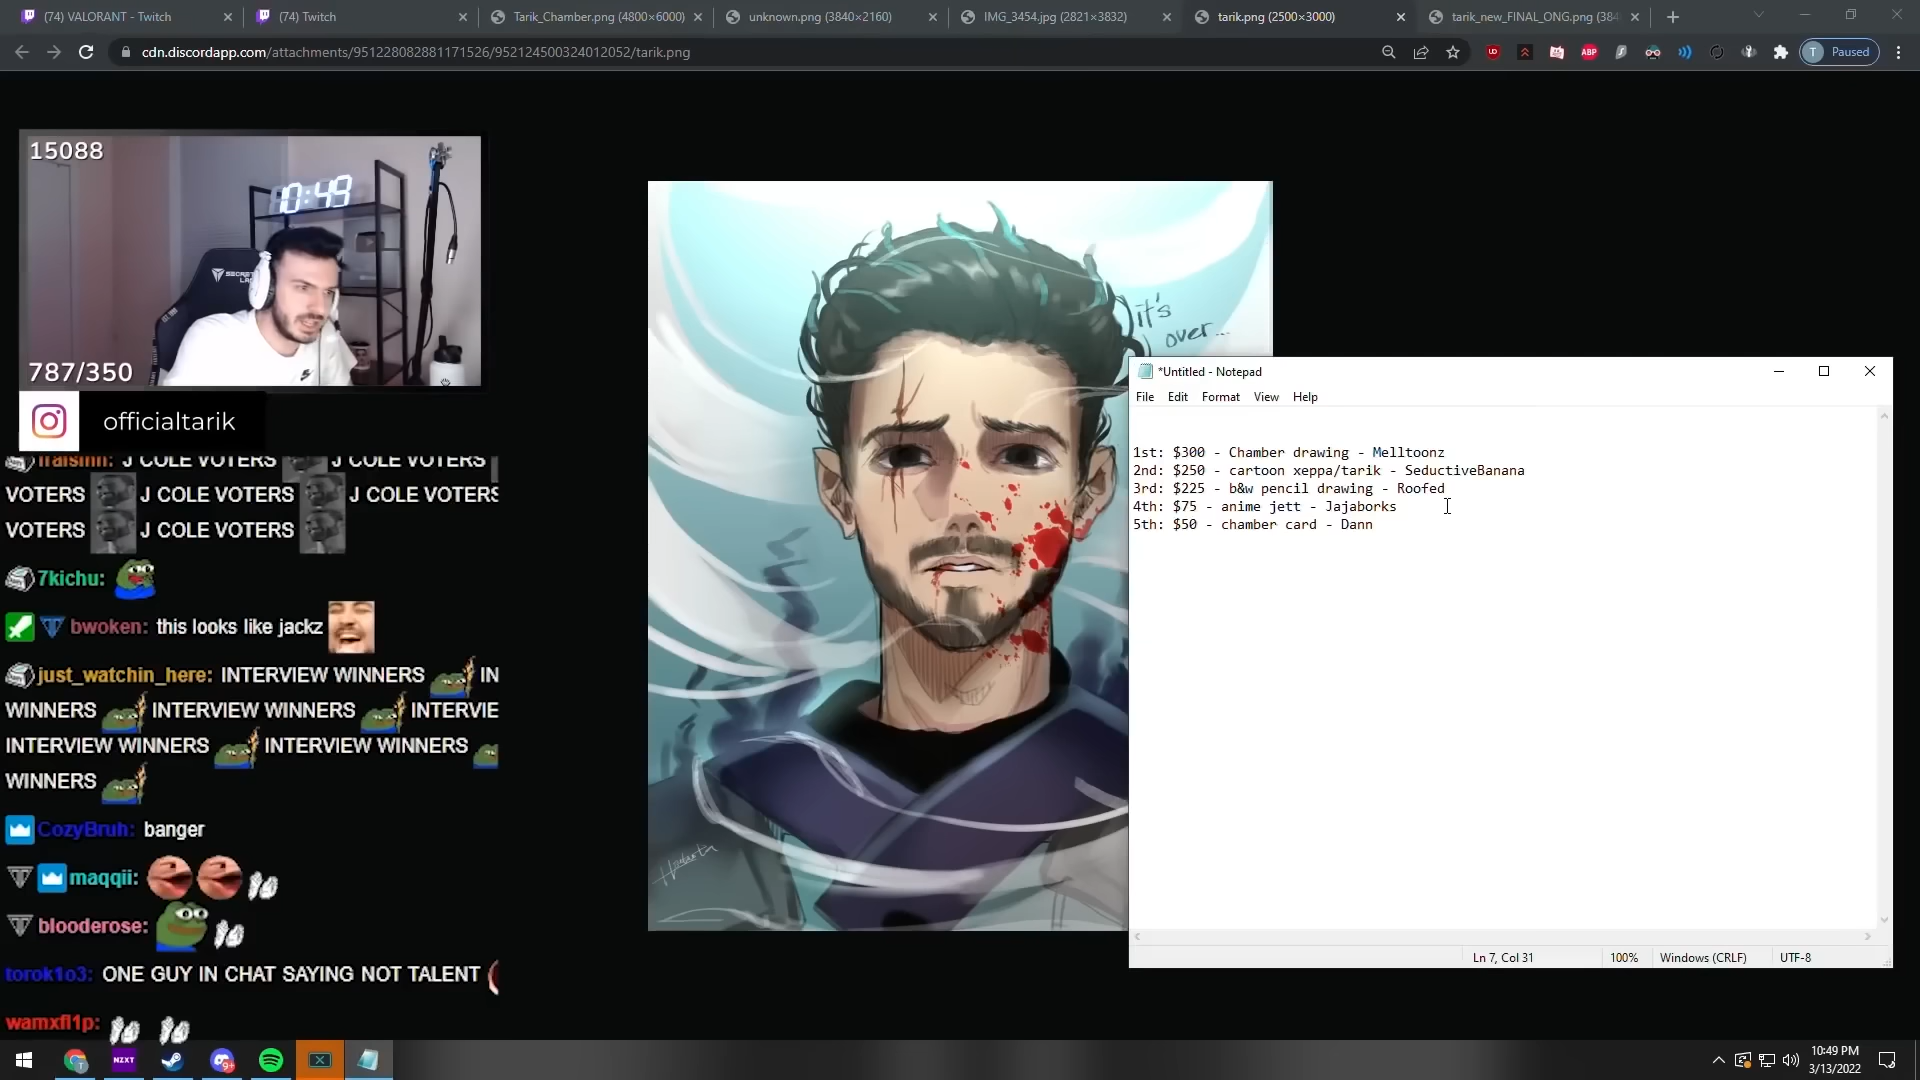 (74) VALORANT - Twitch
(74) Twitch
Tarik_Chamber.png (4800×6000)
unknown.png (3840×2160)
IMG_3454.jpg (2821×3832)
tarik.png (2500×3000)
tarik_new_FINAL_ONG.png (384
cdn.discordapp.com/attachments/951228082881171526/952124500324012052/tarik.png
T Paused
15088
10:49
787/350
officialtarik
it's
over...
*Untitled - Notepad
File Edit Format View Help
1st: $300 - Chamber drawing - Melltoonz
2nd: $250 - cartoon xeppa/tarik - SeductiveBanana
3rd: $225 - b&w pencil drawing - Roofed
4th: $75 - anime jett - Jajaborks
5th: $50 - chamber card - Dann
Ln 7, Col 31 100% Windows (CRLF) UTF-8
J COLE VOTERS J COLE VOTERS
VOTERS J COLE VOTERS J COLE VOTERS
VOTERS J COLE VOTERS
7kichu:
bwoken: this looks like jackz
just_watchin_here: INTERVIEW WINNERS IN
WINNERS INTERVIEW WINNERS INTERVIE
INTERVIEW WINNERS INTERVIEW WINNERS
WINNERS
CozyBruh: banger
maqqii:
blooderose:
torok1o3: ONE GUY IN CHAT SAYING NOT TALENT
wamxfl1p:
NZXT
9+
10:49 PM
3/13/2022